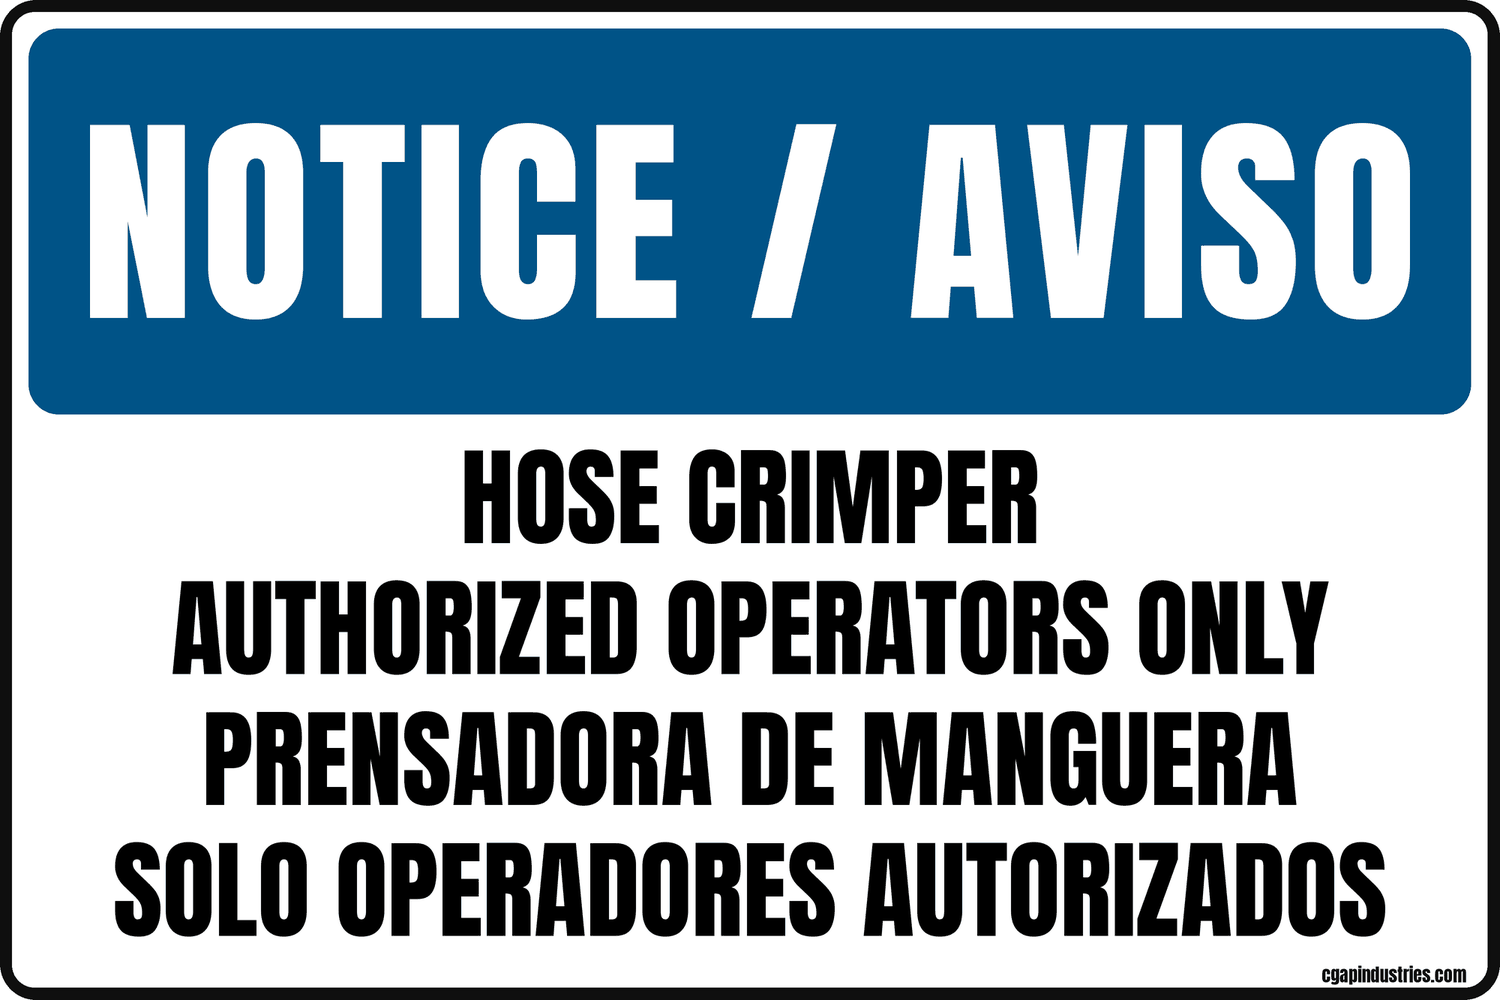 NOTICE / AVISO
HOSE CRIMPER
AUTHORIZED OPERATORS ONLY
PRENSADORA DE MANGUERA
SOLO OPERADORES AUTORIZADOS
cgapindustries.com